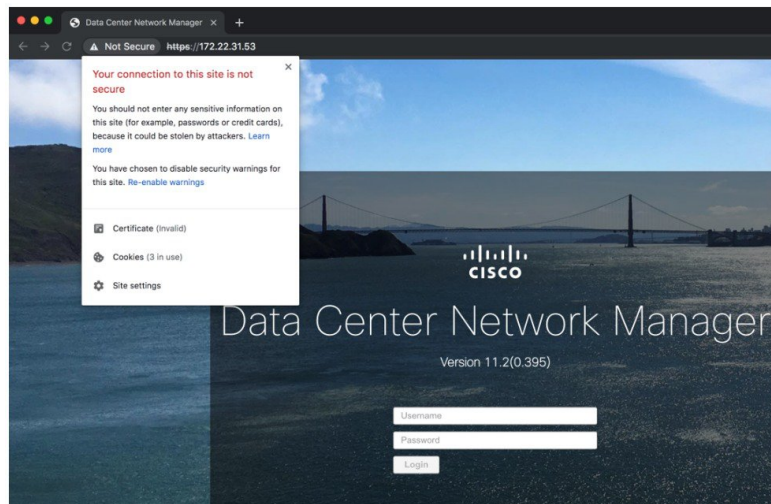 Data Center Network Manager
Not Secure https://172.22.31.53
Your connection to this site is not
secure
You should not enter any sensitive information on
this site (for example, passwords or credit cards),
because it could be stolen by attackers. Learn
more
You have chosen to disable security warnings for
this site. Re-enable warnings
Certificate (Invalid)
Cookies (3 in use)
Site settings
CISCO
Data Center Network Manager
Version 11.2(0.395)
Username
Password
Login